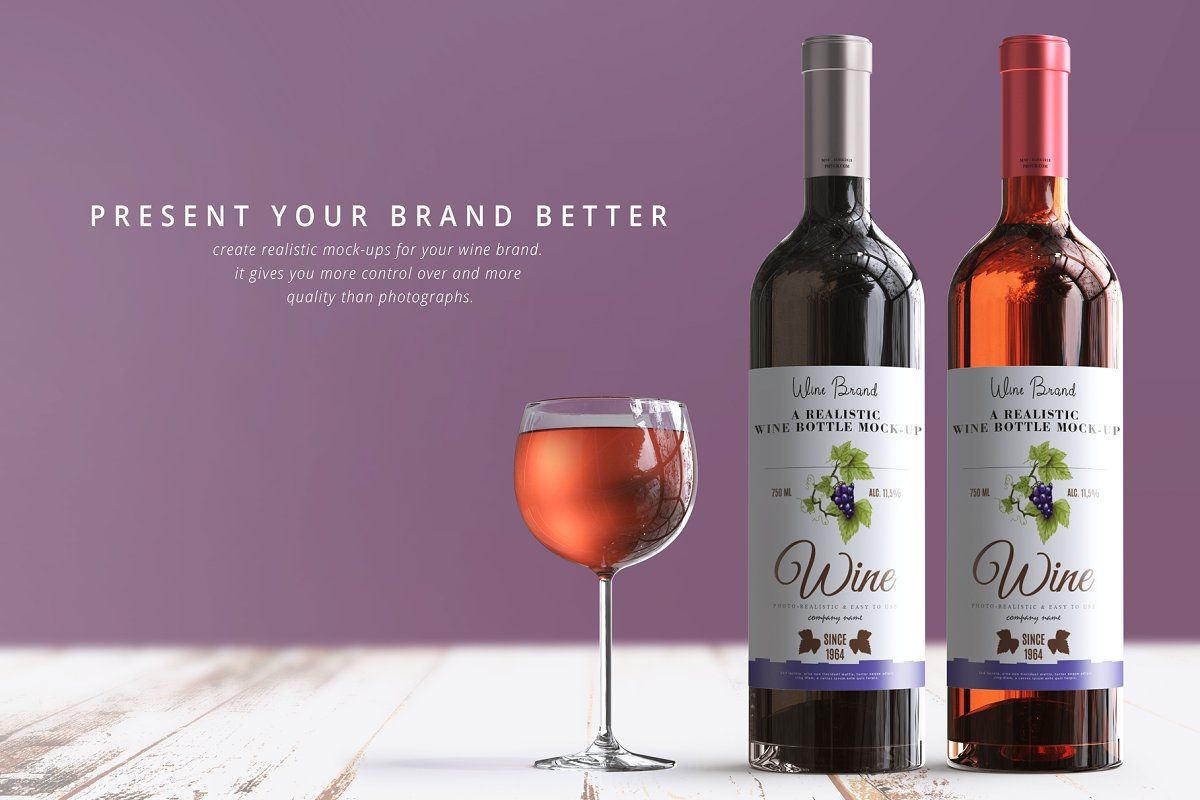 PRESENT YOUR BRAND BETTER
create realistic mock-ups for your wine brand.
it gives you more control over and more
quality than photographs.
Wine Brand
A REALISTIC
WINE BOTTLE MOCK-UP
750 ML
ALC. 11,5%
Wine
PHOTO-REALISTIC & EASY TO USE
company name
SINCE
1964
Wine Brand
A REALISTIC
WINE BOTTLE MOCK-UP
750 ML
ALC. 11,5%
Wine
PHOTO-REALISTIC & EASY TO USE
company name
SINCE
1964